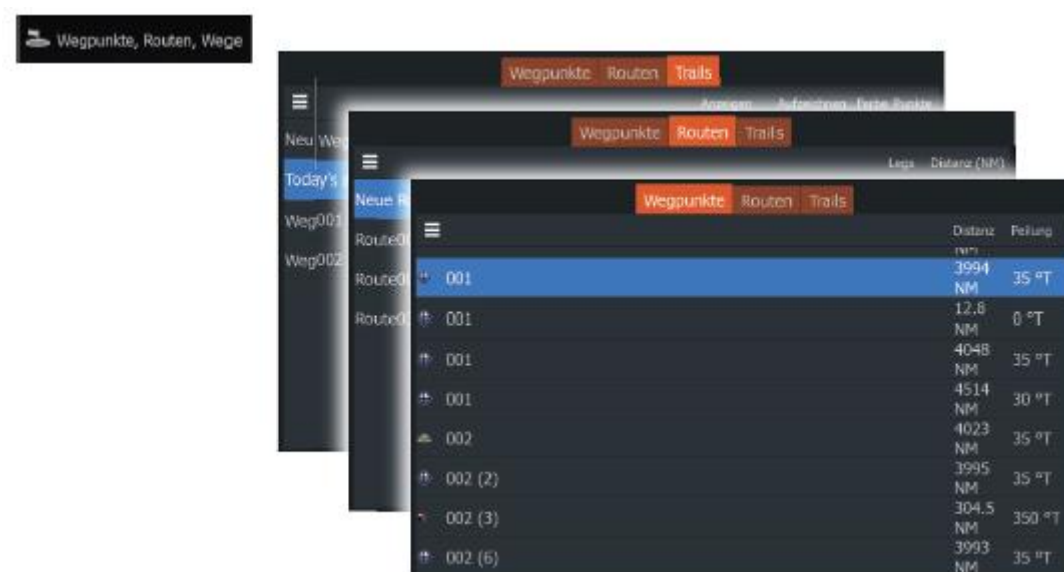 Wegpunkte, Routen, Wege
Wegpunkte Routen Trails
Anzeigen Aufzeichnen Farbe Punkte
Neu Weg
Today's
Weg001
Weg002
Wegpunkte Routen Trails
Legs Distanz (NM)
Neue R
Route0
Route0
Route0
Wegpunkte Routen Trails
Distanz Peilung
NM
001 3994 NM 35 °T
001 12.8 NM 0 °T
001 4048 NM 35 °T
001 4514 NM 30 °T
002 4023 NM 35 °T
002 (2) 3995 NM 35 °T
002 (3) 304.5 NM 350 °T
002 (6) 3993 NM 35 °T